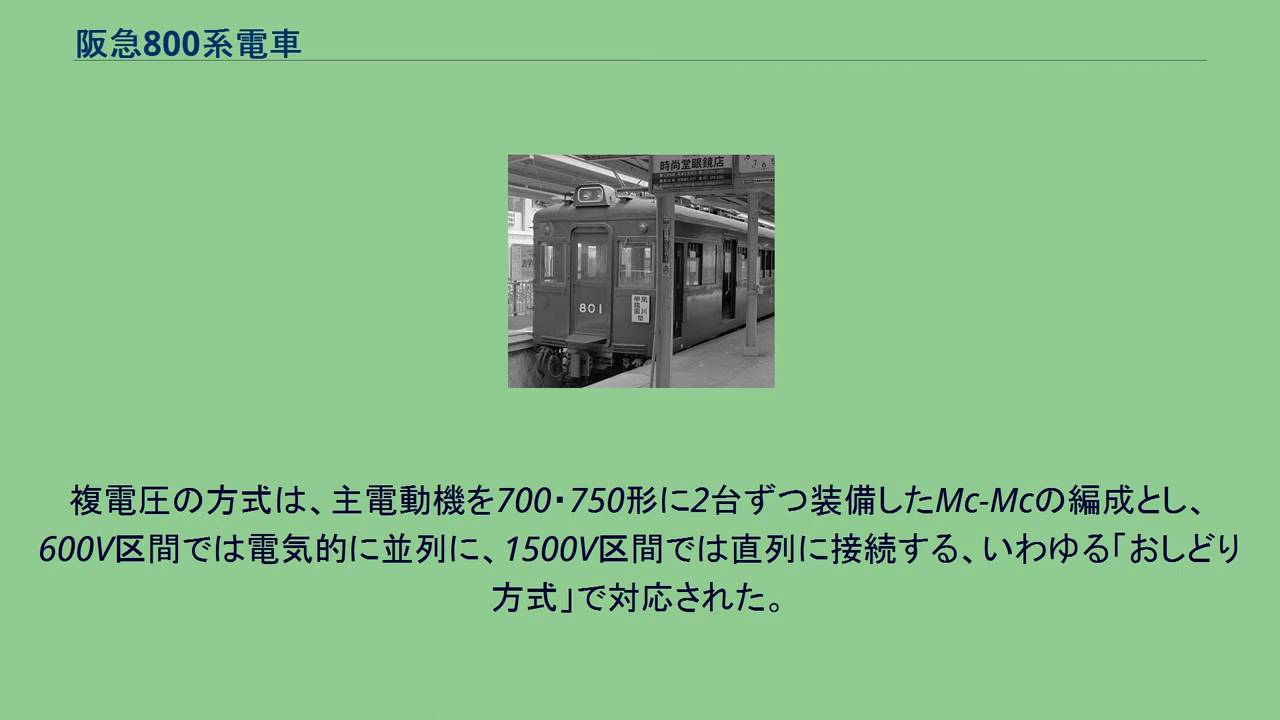 阪急800系電車
時尚堂眼鏡店
801
複電圧の方式は、主電動機を700・750形に2台ずつ装備したMc-Mcの編成とし、
600V区間では電気的に並列に、1500V区間では直列に接続する、いわゆる「おしどり
方式」で対応された。